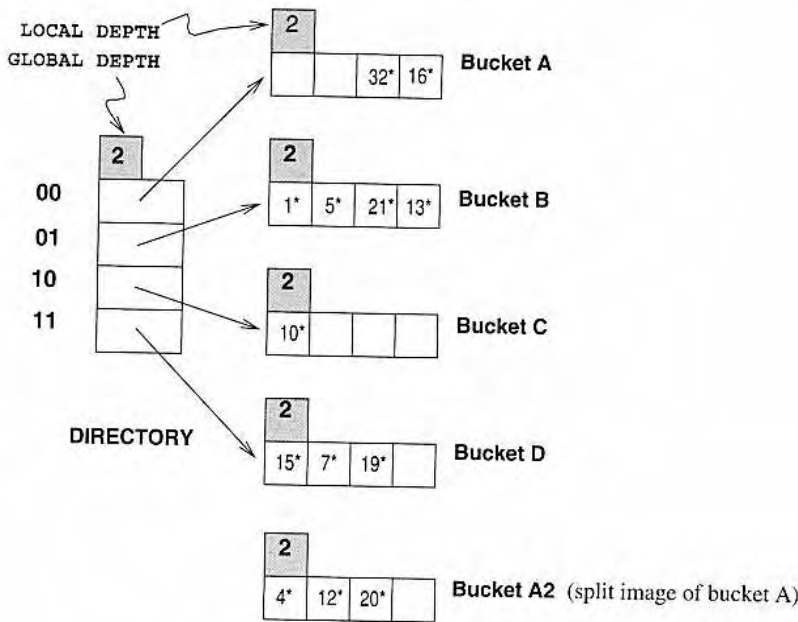 LOCAL DEPTH
GLOBAL DEPTH
2
00
01
10
11
DIRECTORY
2
32* 16*
Bucket A
2
1* 5* 21* 13*
Bucket B
2
10*
Bucket C
2
15* 7* 19*
Bucket D
2
4* 12* 20*
Bucket A2 (split image of bucket A)